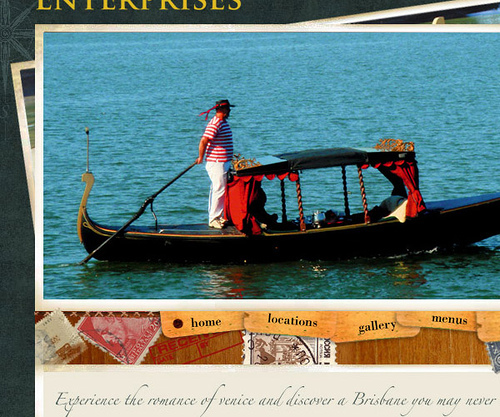 ENTERPRISES
home
locations
gallery
menus
Experience the romance of venice and discover a Brisbane you may never